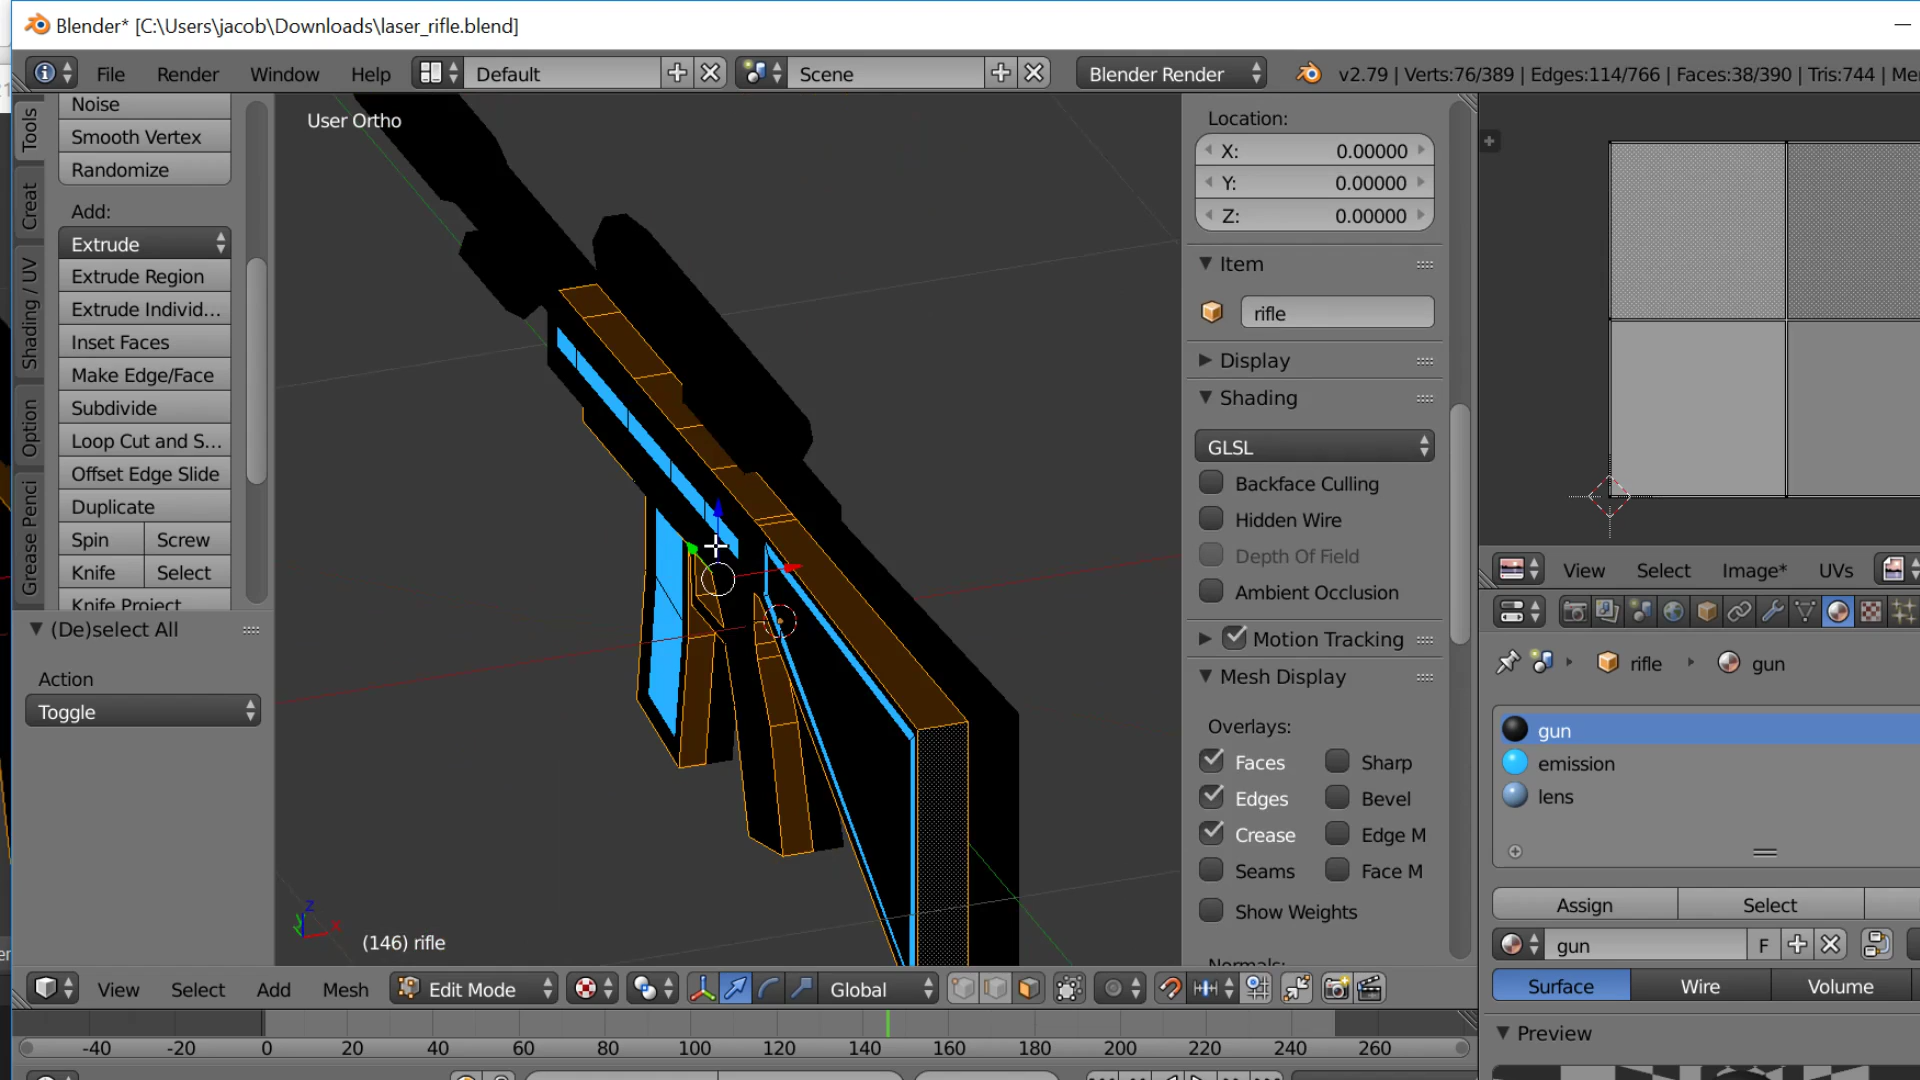 Blender* [C:\Users\jacob\Downloads\laser_rifle.blend]
File Render Window Help Default Scene Blender Render v2.79 | Verts:76/389 | Edges:114/766 | Faces:38/390 | Tris:744 |
Tools
Creat
Shading / UV
Option
Grease Penci
Noise
Smooth Vertex
Randomize
Add:
Extrude
Extrude Region
Extrude Individ...
Inset Faces
Make Edge/Face
Subdivide
Loop Cut and S...
Offset Edge Slide
Duplicate
Spin Screw
Knife Select
Knife Project
(De)select All
Action
Toggle
User Ortho
(146) rifle
Location:
X: 0.00000
Y: 0.00000
Z: 0.00000
Item
rifle
Display
Shading
GLSL
Backface Culling
Hidden Wire
Depth Of Field
Ambient Occlusion
Motion Tracking
Mesh Display
Overlays:
Faces Sharp
Edges Bevel
Crease Edge M
Seams Face M
Show Weights
Normals:
View Select Image* UVs
rifle gun
gun
emission
lens
Assign Select
gun F
Surface Wire Volume
Preview
View Select Add Mesh Edit Mode Global
-40 -20 0 20 40 60 80 100 120 140 160 180 200 220 240 260